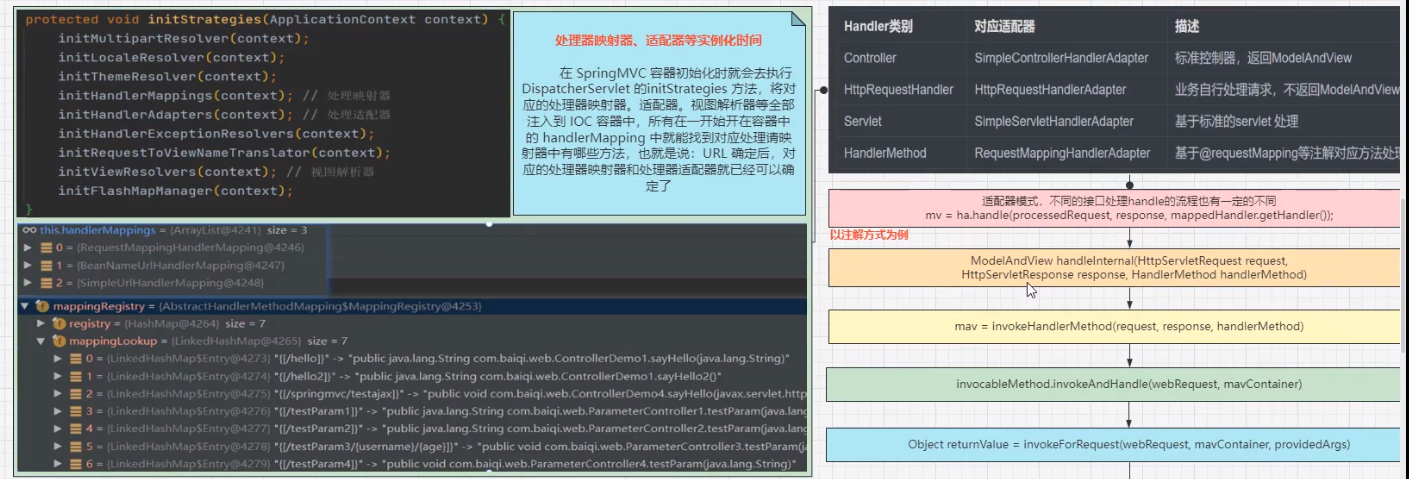 protected void initStrategies(ApplicationContext context) {
initMultipartResolver(context);
initLocaleResolver(context);
initThemeResolver(context);
initHandlerMappings(context); // 处理映射器
initHandlerAdapters(context); // 处理适配器
initHandlerExceptionResolvers(context);
initRequestToViewNameTranslator(context);
initViewResolvers(context); // 视图解析器
initFlashMapManager(context);
}
处理器映射器、适配器等实例化时间
在 SpringMVC 容器初始化时就会去执行
DispatcherServlet 的initStrategies 方法，将对
应的处理器映射器。适配器。视图解析器等全部
注入到 IOC 容器中，所有在一开始开在容器中
的 handlerMapping 中就能找到对应处理请映
射器中有哪些方法，也就是说：URL 确定后，对
应的处理器映射器和处理器适配器就已经可以确
定了
this.handlerMappings = {ArrayList@4241} size = 3
0 = {RequestMappingHandlerMapping@4246}
1 = {BeanNameUrlHandlerMapping@4247}
2 = {SimpleUrlHandlerMapping@4248}
mappingRegistry = {AbstractHandlerMethodMapping$MappingRegistry@4253}
registry = {HashMap@4264} size = 7
mappingLookup = {LinkedHashMap@4265} size = 7
0 = {LinkedHashMap$Entry@4273} "{[/hello]}" -> "public java.lang.String com.baiqi.web.ControllerDemo1.sayHello(java.lang.String)"
1 = {LinkedHashMap$Entry@4274} "{[/hello2]}" -> "public java.lang.String com.baiqi.web.ControllerDemo1.sayHello2()"
2 = {LinkedHashMap$Entry@4275} "{[/springmvc/testajax]}" -> "public void com.baiqi.web.ControllerDemo4.sayHello(javax.servlet.http
3 = {LinkedHashMap$Entry@4276} "{[/testParam1]}" -> "public java.lang.String com.baiqi.web.ParameterController1.testParam(java.lang
4 = {LinkedHashMap$Entry@4277} "{[/testParam2]}" -> "public java.lang.String com.baiqi.web.ParameterController2.testParam(java.lang
5 = {LinkedHashMap$Entry@4278} "{[/testParam3/{username}/{age}]}" -> "public void com.baiqi.web.ParameterController3.testParam(java
6 = {LinkedHashMap$Entry@4279} "{[/testParam4]}" -> "public void com.baiqi.web.ParameterController4.testParam(java.lang.String)"
Handler类别 对应适配器 描述
Controller SimpleControllerHandlerAdapter 标准控制器，返回ModelAndView
HttpRequestHandler HttpRequestHandlerAdapter 业务自行处理请求，不返回ModelAndView
Servlet SimpleServletHandlerAdapter 基于标准的servlet 处理
HandlerMethod RequestMappingHandlerAdapter 基于@requestMapping等注解对应方法处理
适配器模式，不同的接口处理handle的流程也有一定的不同
mv = ha.handle(processedRequest, response, mappedHandler.getHandler());
以注解方式为例
ModelAndView handleInternal(HttpServletRequest request,
HttpServletResponse response, HandlerMethod handlerMethod)
mav = invokeHandlerMethod(request, response, handlerMethod)
invocableMethod.invokeAndHandle(webRequest, mavContainer)
Object returnValue = invokeForRequest(webRequest, mavContainer, providedArgs)